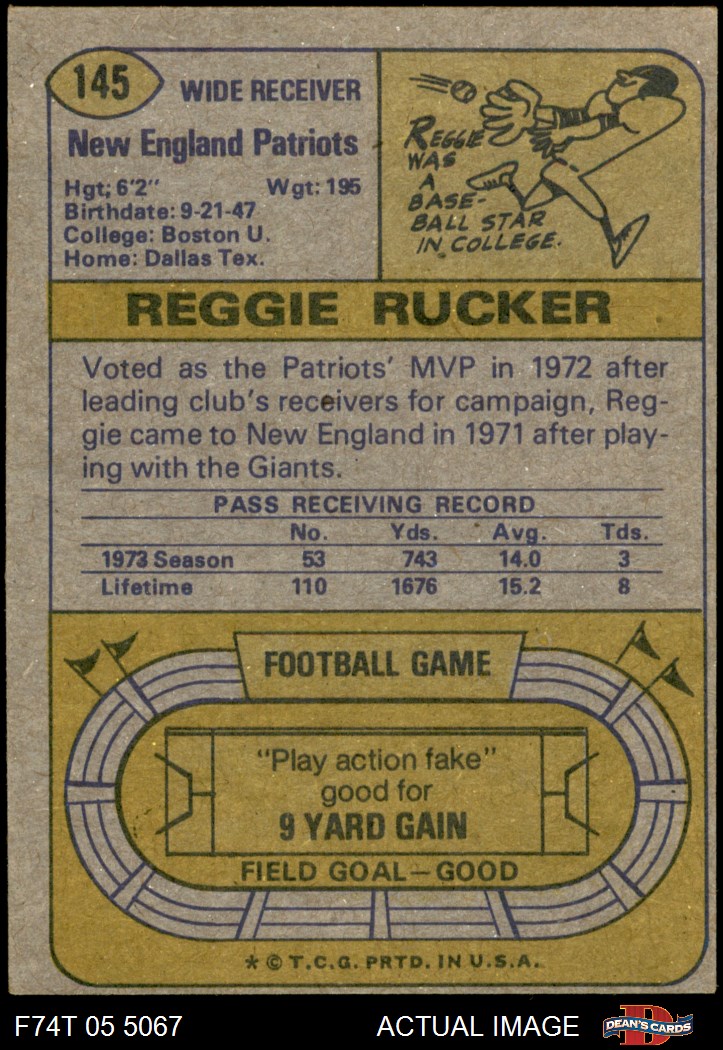 145
WIDE RECEIVER
New England Patriots
Hgt; 6'2" Wgt: 195
Birthdate: 9-21-47
College: Boston U.
Home: Dallas Tex.
REGGIE
WAS
A
BASE-
BALL STAR
IN COLLEGE.
REGGIE RUCKER
Voted as the Patriots' MVP in 1972 after
leading club's receivers for campaign, Reg-
gie came to New England in 1971 after play-
ing with the Giants.
PASS RECEIVING RECORD
No. Yds. Avg. Tds.
1973 Season 53 743 14.0 3
Lifetime 110 1676 15.2 8
FOOTBALL GAME
"Play action fake"
good for
9 YARD GAIN
FIELD GOAL—GOOD
* © T.C.G. PRTD. IN U.S.A.
F74T 05 5067 ACTUAL IMAGE
D
DEAN'S CARDS